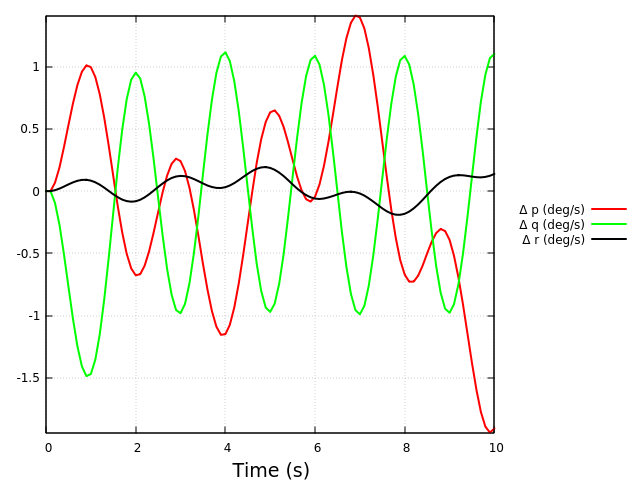 1
0.5
0
-0.5
-1
-1.5
0 2 4 6 8 10
Time (s)
Δ p (deg/s)
Δ q (deg/s)
Δ r (deg/s)